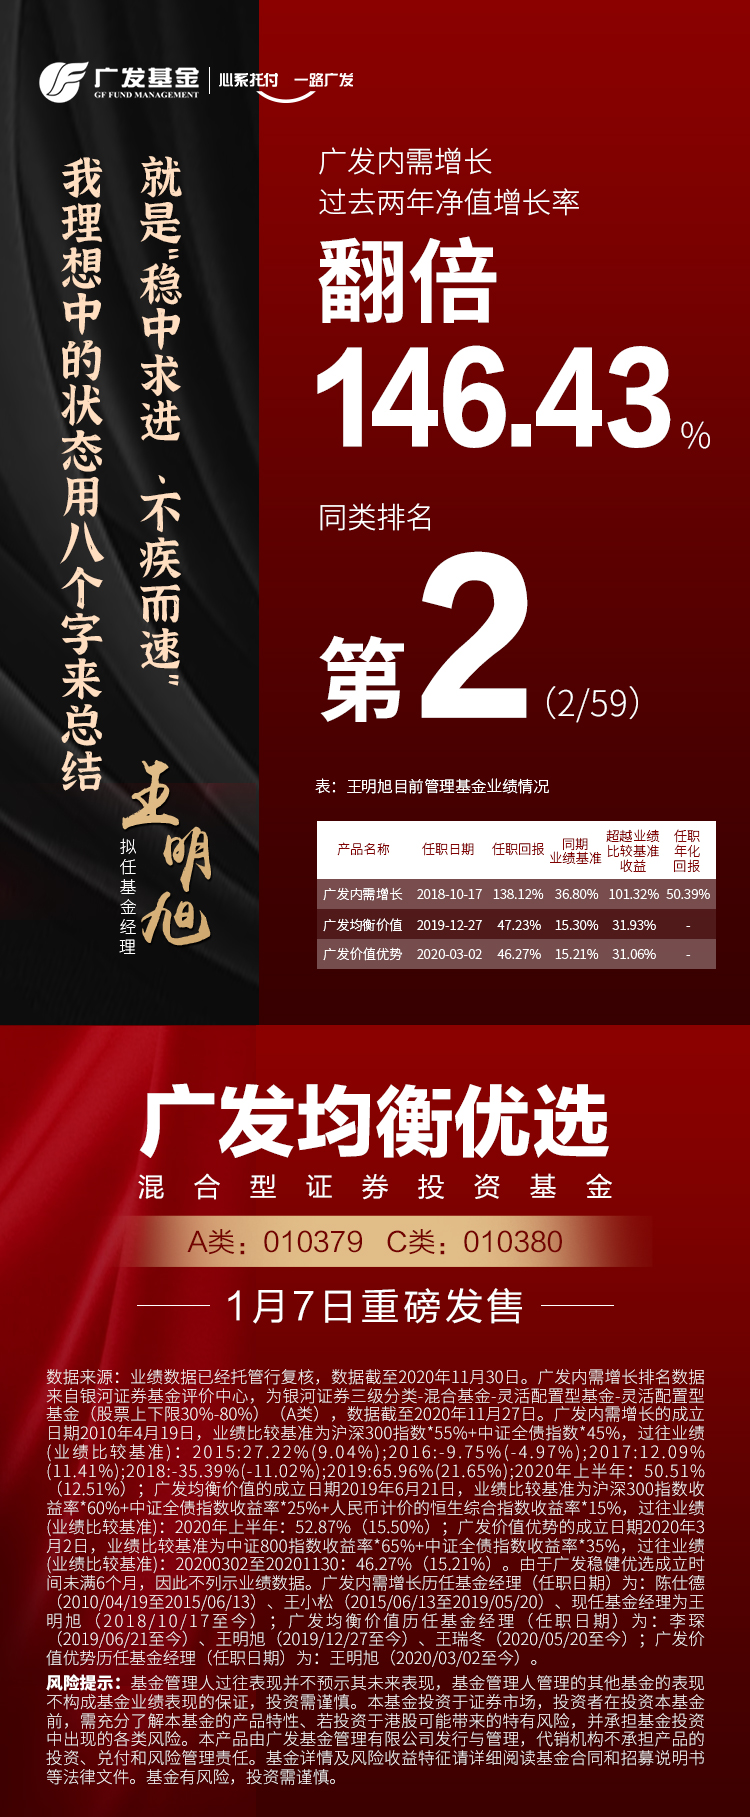 广发基金
GF FUND MANAGEMENT
心系托付 一路广发
我理想中的状态用八个字来总结
就是“稳中求进、不疾而速”
王明旭
拟任基金经理
广发内需增长
过去两年净值增长率
翻倍
146.43%
同类排名
第2（2/59）
表：王明旭目前管理基金业绩情况
产品名称 任职日期 任职回报 同期业绩基准 超越业绩比较基准收益 任职年化回报
广发内需增长 2018-10-17 138.12% 36.80% 101.32% 50.39%
广发均衡价值 2019-12-27 47.23% 15.30% 31.93% -
广发价值优势 2020-03-02 46.27% 15.21% 31.06% -
广发均衡优选
混合型证券投资基金
A类：010379 C类：010380
1月7日重磅发售
数据来源：业绩数据已经托管行复核，数据截至2020年11月30日。广发内需增长排名数据
来自银河证券基金评价中心，为银河证券三级分类-混合基金-灵活配置型基金-灵活配置型
基金（股票上下限30%-80%）（A类），数据截至2020年11月27日。广发内需增长的成立
日期2010年4月19日，业绩比较基准为沪深300指数*55%+中证全债指数*45%，过往业绩
(业绩比较基准)：2015:27.22%(9.04%);2016:-9.75%(-4.97%);2017:12.09%
(11.41%);2018:-35.39%(-11.02%);2019:65.96%(21.65%);2020年上半年：50.51%
（12.51%）；广发均衡价值的成立日期2019年6月21日，业绩比较基准为沪深300指数收
益率*60%+中证全债指数收益率*25%+人民币计价的恒生综合指数收益率*15%，过往业绩
(业绩比较基准)：2020年上半年：52.87%（15.50%）；广发价值优势的成立日期2020年3
月2日，业绩比较基准为中证800指数收益率*65%+中证全债指数收益率*35%，过往业绩
(业绩比较基准)：20200302至20201130：46.27%（15.21%）。由于广发稳健优选成立时
间未满6个月，因此不列示业绩数据。广发内需增长历任基金经理（任职日期）为：陈仕德
（2010/04/19至2015/06/13）、王小松（2015/06/13至2019/05/20）、现任基金经理为王
明旭（2018/10/17至今）；广发均衡价值历任基金经理（任职日期）为：李琛
（2019/06/21至今）、王明旭（2019/12/27至今）、王瑞冬（2020/05/20至今）；广发价
值优势历任基金经理（任职日期）为：王明旭（2020/03/02至今）。
风险提示：基金管理人过往表现并不预示其未来表现，基金管理人管理的其他基金的表现
不构成基金业绩表现的保证，投资需谨慎。本基金投资于证券市场，投资者在投资本基金
前，需充分了解本基金的产品特性、若投资于港股可能带来的特有风险，并承担基金投资
中出现的各类风险。本产品由广发基金管理有限公司发行与管理，代销机构不承担产品的
投资、兑付和风险管理责任。基金详情及风险收益特征请详细阅读基金合同和招募说明书
等法律文件。基金有风险，投资需谨慎。